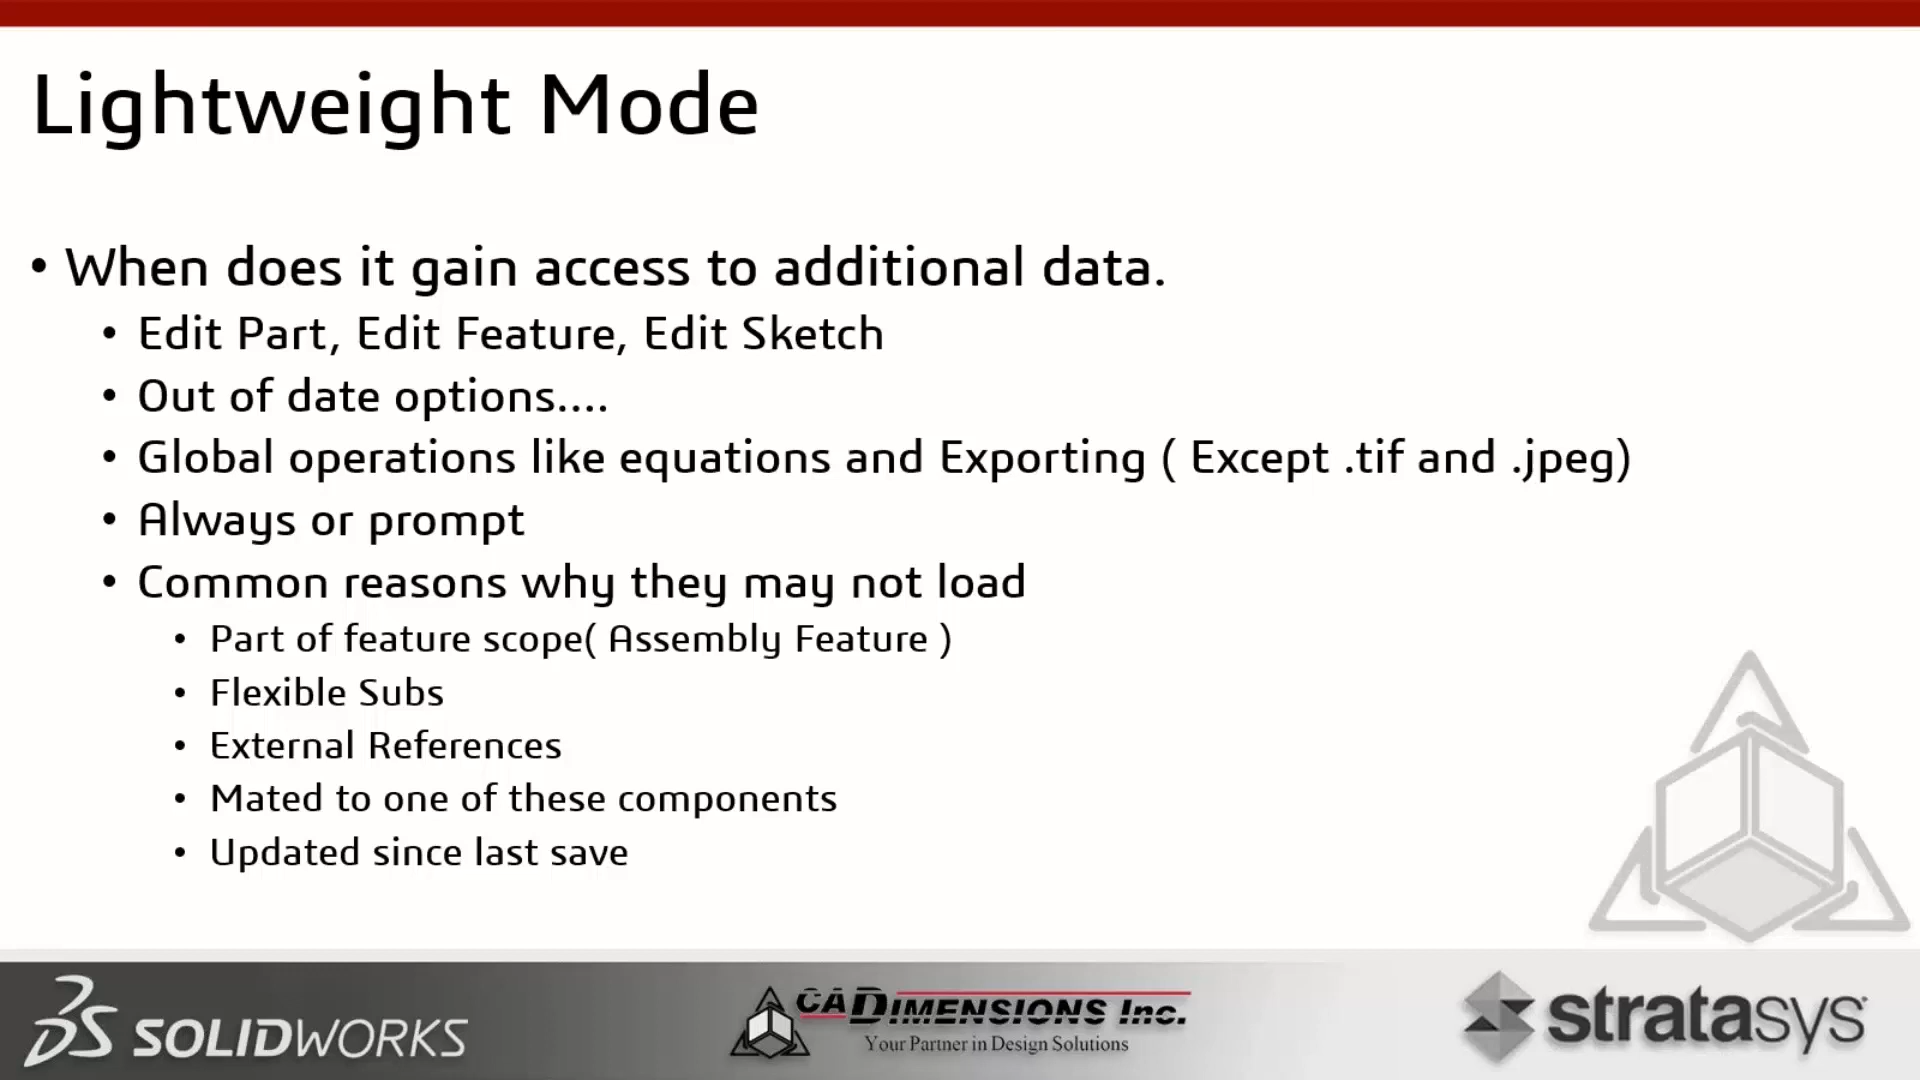 Lightweight Mode
• When does it gain access to additional data.
• Edit Part, Edit Feature, Edit Sketch
• Out of date options....
• Global operations like equations and Exporting ( Except .tif and .jpeg)
• Always or prompt
• Common reasons why they may not load
• Part of feature scope( Assembly Feature )
• Flexible Subs
• External References
• Mated to one of these components
• Updated since last save
DS SOLIDWORKS
CADIMENSIONS Inc.
Your Partner in Design Solutions
stratasys